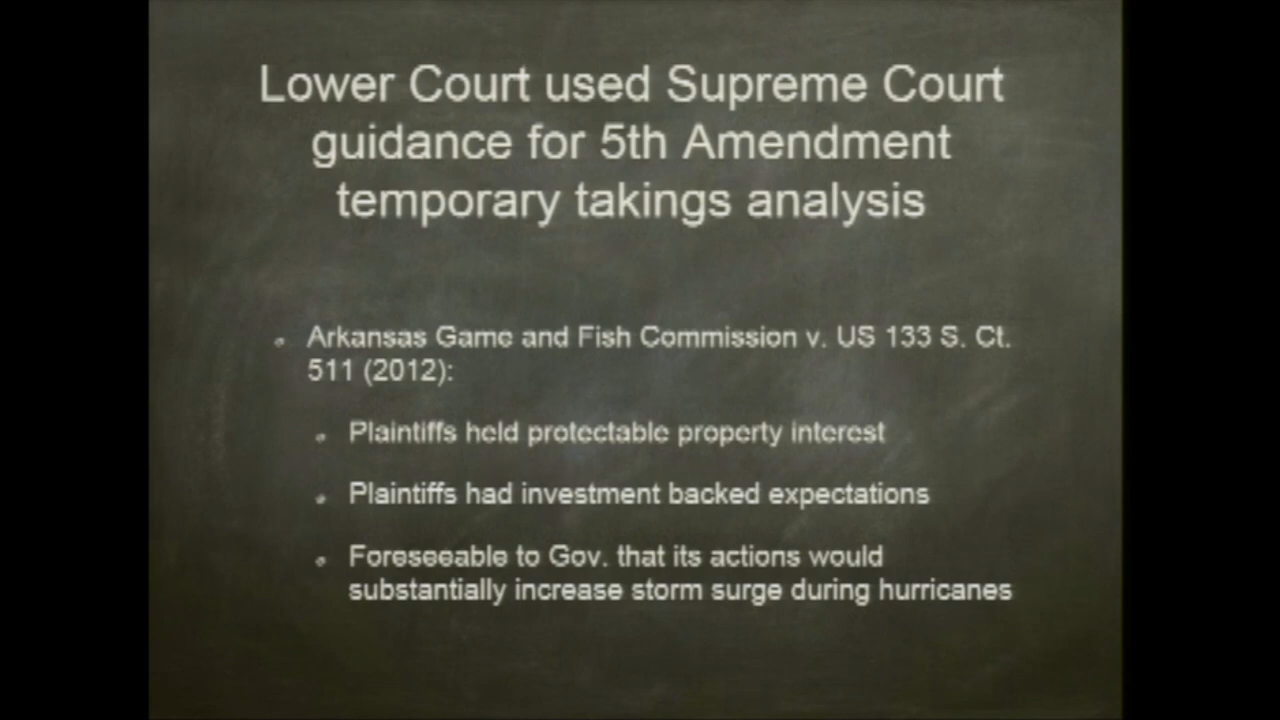 Lower Court used Supreme Court
guidance for 5th Amendment
temporary takings analysis
Arkansas Game and Fish Commission v. US 133 S. Ct.
511 (2012):
Plaintiffs held protectable property interest
Plaintiffs had investment backed expectations
Foreseeable to Gov. that its actions would
substantially increase storm surge during hurricanes